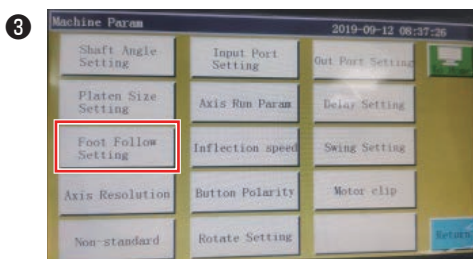 3
Machine Param
2019-09-12 08:37:26
Shaft Angle
Setting
Input Port
Setting
Out Port Setting
Platen Size
Setting
Axis Run Param
Delay Setting
Foot Follow
Setting
Inflection speed
Swing Setting
Axis Resolution
Button Polarity
Motor clip
Non-standard
Rotate Setting
Return